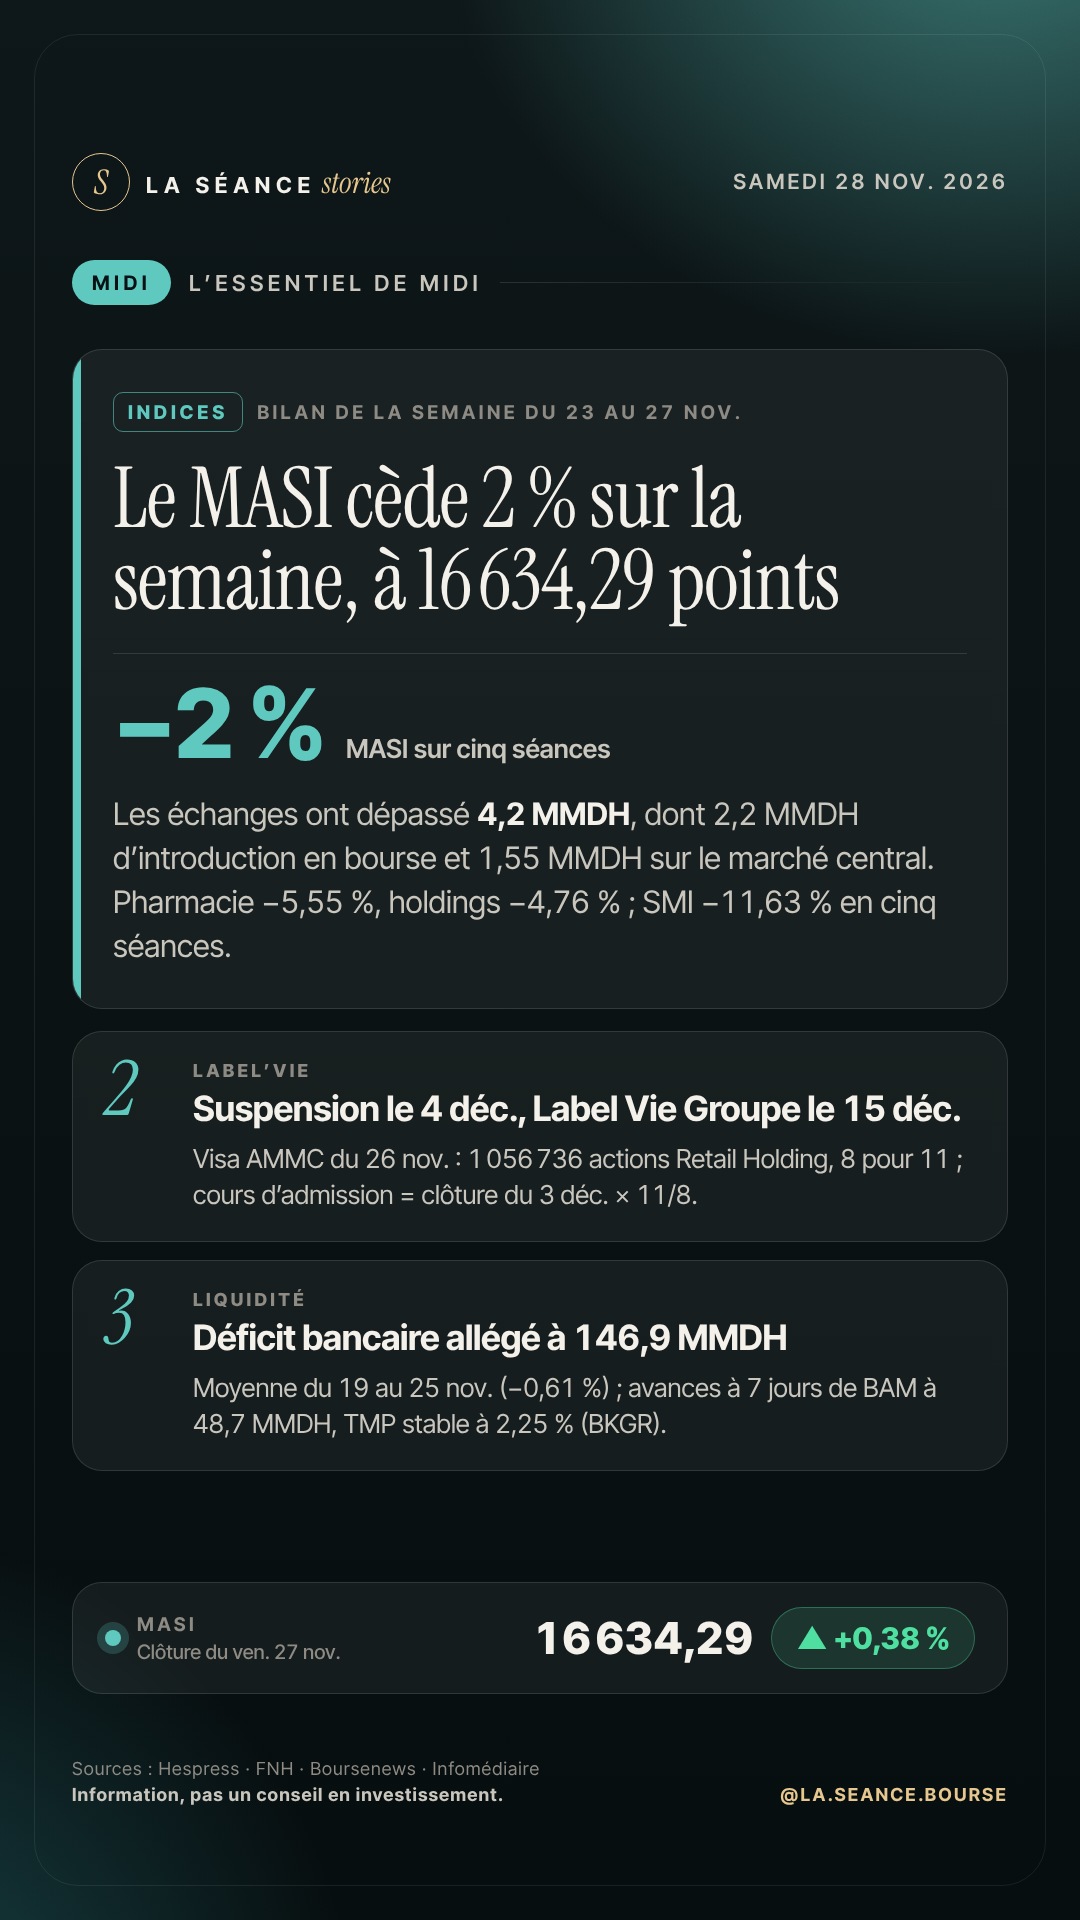 S LA SÉANCE stories
SAMEDI 28 NOV. 2026
MIDI L’ESSENTIEL DE MIDI
INDICES BILAN DE LA SEMAINE DU 23 AU 27 NOV.
Le MASI cède 2 % sur la
semaine, à 16 634,29 points
−2 % MASI sur cinq séances
Les échanges ont dépassé 4,2 MMDH, dont 2,2 MMDH
d’introduction en bourse et 1,55 MMDH sur le marché central.
Pharmacie −5,55 %, holdings −4,76 % ; SMI −11,63 % en cinq
séances.
2
LABEL’VIE
Suspension le 4 déc., Label Vie Groupe le 15 déc.
Visa AMMC du 26 nov. : 1 056 736 actions Retail Holding, 8 pour 11 ;
cours d’admission = clôture du 3 déc. × 11/8.
3
LIQUIDITÉ
Déficit bancaire allégé à 146,9 MMDH
Moyenne du 19 au 25 nov. (−0,61 %) ; avances à 7 jours de BAM à
48,7 MMDH, TMP stable à 2,25 % (BKGR).
MASI
Clôture du ven. 27 nov.
16 634,29 ▲ +0,38 %
Sources : Hespress · FNH · Boursenews · Infomédiaire
Information, pas un conseil en investissement.
@LA.SEANCE.BOURSE